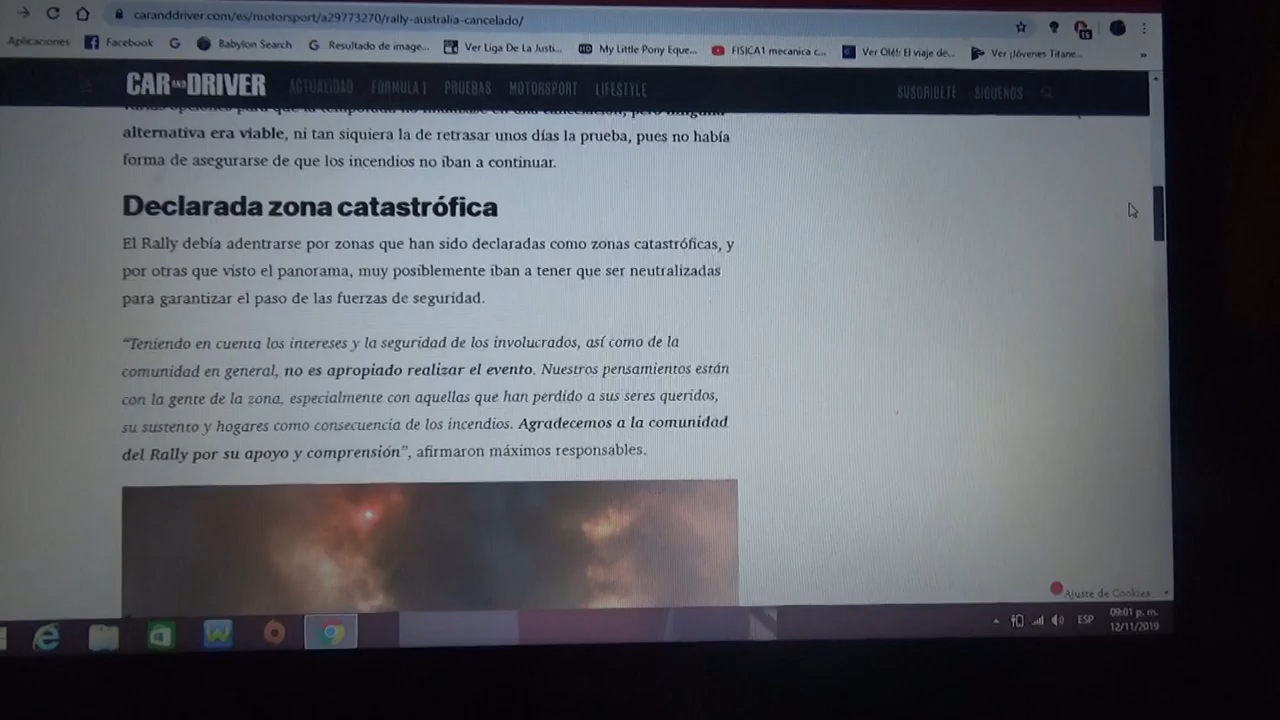 caranddriver.com/es/motorsport/a29773270/rally-australia-cancelado/
Aplicaciones Facebook Babylon Search Resultado de image... Ver Liga De La Justi... My Little Pony Eque... FISICA1 mecanica c... Ver Olé!: El viaje de... Ver ¡Jóvenes Titane...
CAR AND DRIVER ACTUALIDAD FÓRMULA 1 PRUEBAS MOTORSPORT LIFESTYLE SUSCRÍBETE SÍGUENOS
alternativa era viable, ni tan siquiera la de retrasar unos días la prueba, pues no había
forma de asegurarse de que los incendios no iban a continuar.
Declarada zona catastrófica
El Rally debía adentrarse por zonas que han sido declaradas como zonas catastróficas, y
por otras que visto el panorama, muy posiblemente iban a tener que ser neutralizadas
para garantizar el paso de las fuerzas de seguridad.
“Teniendo en cuenta los intereses y la seguridad de los involucrados, así como de la
comunidad en general, no es apropiado realizar el evento. Nuestros pensamientos están
con la gente de la zona, especialmente con aquellas que han perdido a sus seres queridos,
su sustento y hogares como consecuencia de los incendios. Agradecemos a la comunidad
del Rally por su apoyo y comprensión”, afirmaron máximos responsables.
Ajuste de Cookies
ESP
09:01 p. m.
12/11/2019